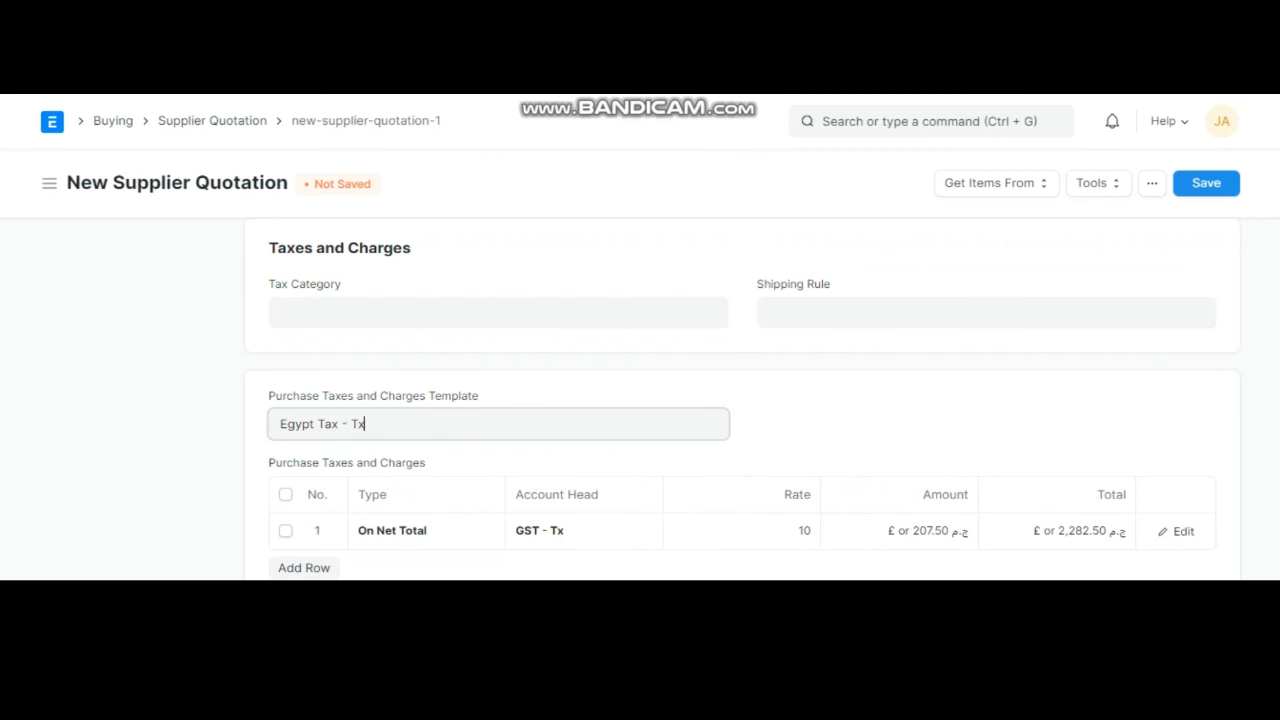 www.BANDICAM.com
E Buying Supplier Quotation new-supplier-quotation-1 Search or type a command (Ctrl + G) Help JA
New Supplier Quotation • Not Saved Get Items From Tools ... Save
Taxes and Charges
Tax Category Shipping Rule
Purchase Taxes and Charges Template
Egypt Tax - Tx
Purchase Taxes and Charges
No. Type Account Head Rate Amount Total
1 On Net Total GST - Tx 10 £ or 207.50 ج.م £ or 2,282.50 ج.م Edit
Add Row